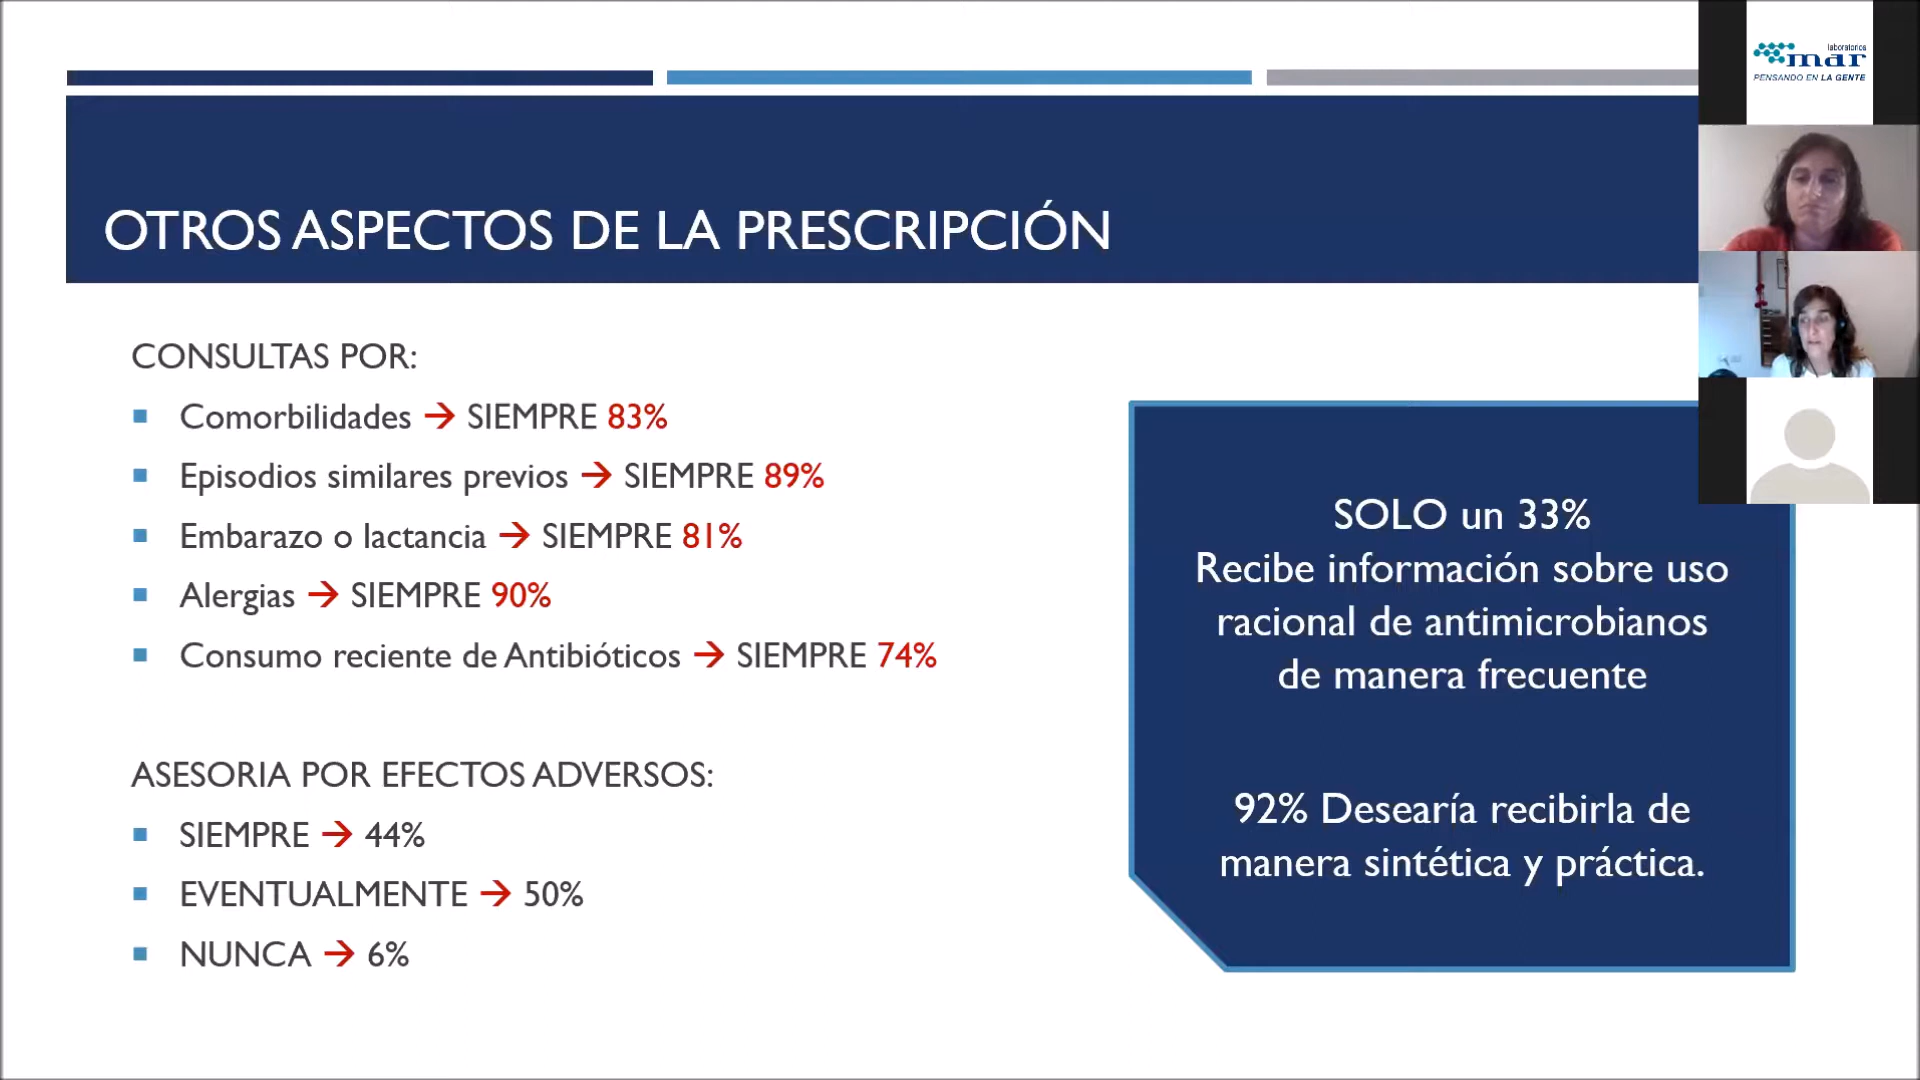 laboratorios
mar
PENSANDO EN LA GENTE
OTROS ASPECTOS DE LA PRESCRIPCIÓN
CONSULTAS POR:
Comorbilidades → SIEMPRE 83%
Episodios similares previos → SIEMPRE 89%
Embarazo o lactancia → SIEMPRE 81%
Alergias → SIEMPRE 90%
Consumo reciente de Antibióticos → SIEMPRE 74%
ASESORIA POR EFECTOS ADVERSOS:
SIEMPRE → 44%
EVENTUALMENTE → 50%
NUNCA → 6%
SOLO un 33%
Recibe información sobre uso
racional de antimicrobianos
de manera frecuente
92% Desearía recibirla de
manera sintética y práctica.